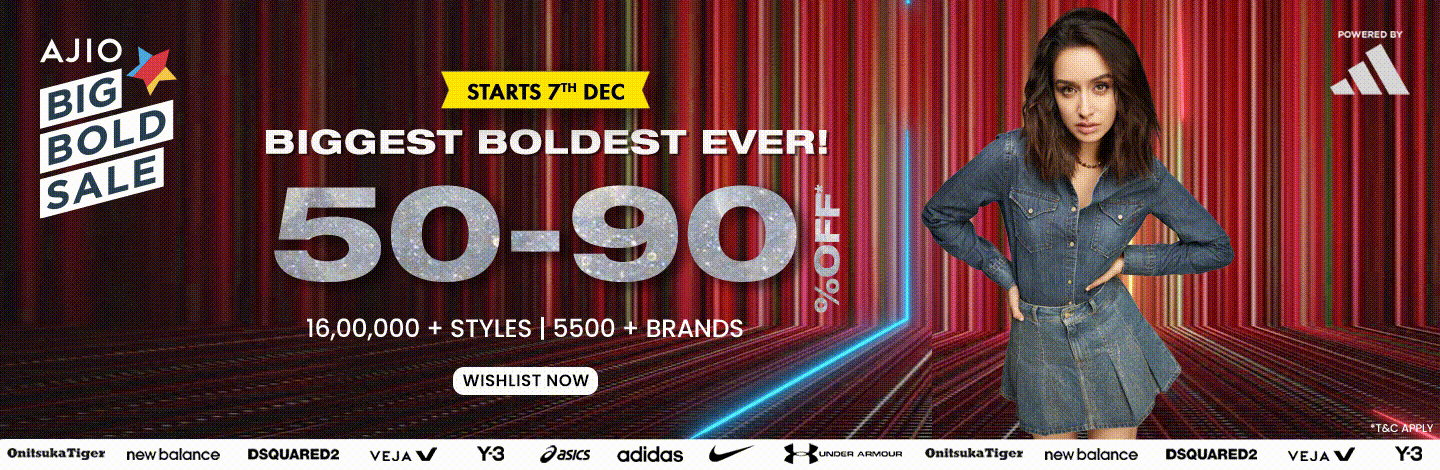 AJIO
BIG
BOLD
SALE
STARTS 7TH DEC
BIGGEST BOLDEST EVER!
50-90
%OFF*
16,00,000 + STYLES | 5500 + BRANDS
WISHLIST NOW
POWERED BY
*T&C APPLY
OnitsukaTiger new balance DSQUARED2 VEJA V Y-3 asics adidas UNDER ARMOUR OnitsukaTiger new balance DSQUARED2 VEJA V Y-3